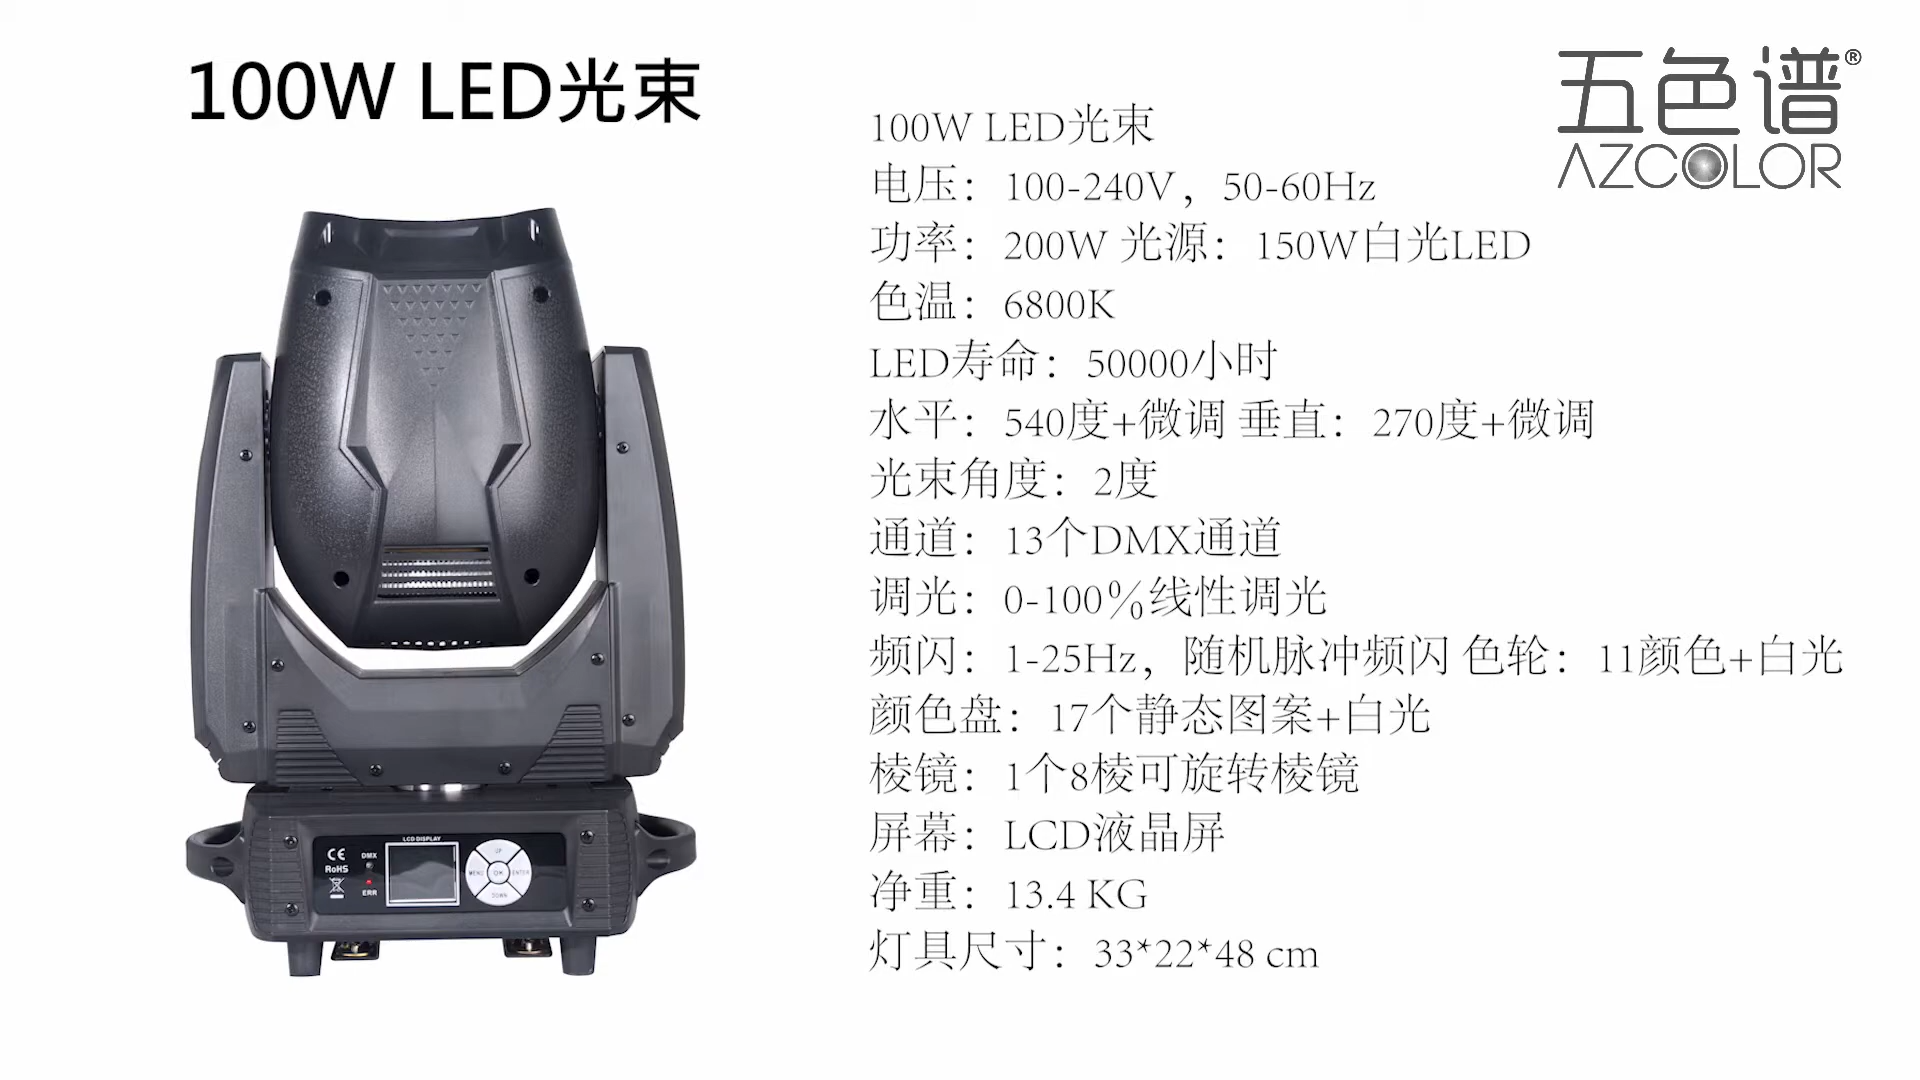 100W LED光束
五色谱®
AZCOLOR
100W LED光束
电压：100-240V，50-60Hz
功率：200W 光源：150W白光LED
色温：6800K
LED寿命：50000小时
水平：540度+微调 垂直：270度+微调
光束角度：2度
通道：13个DMX通道
调光：0-100%线性调光
频闪：1-25Hz，随机脉冲频闪 色轮：11颜色+白光
颜色盘：17个静态图案+白光
棱镜：1个8棱可旋转棱镜
屏幕：LCD液晶屏
净重：13.4 KG
灯具尺寸：33*22*48 cm
LCD DISPLAY
CE
RoHS
DMX
ERR
UP
MENU OK ENTER
DOWN